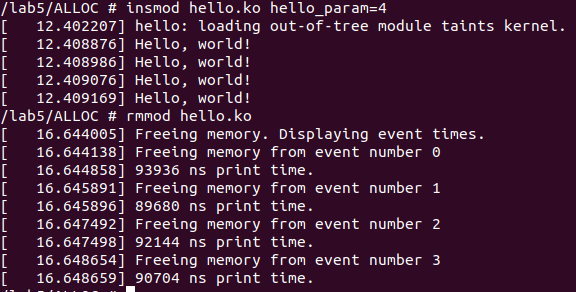 /lab5/ALLOC # insmod hello.ko hello_param=4
[   12.402207] hello: loading out-of-tree module taints kernel.
[   12.408876] Hello, world!
[   12.408986] Hello, world!
[   12.409076] Hello, world!
[   12.409169] Hello, world!
/lab5/ALLOC # rmmod hello.ko
[   16.644005] Freeing memory. Displaying event times.
[   16.644138] Freeing memory from event number 0
[   16.644858] 93936 ns print time.
[   16.645891] Freeing memory from event number 1
[   16.645896] 89680 ns print time.
[   16.647492] Freeing memory from event number 2
[   16.647498] 92144 ns print time.
[   16.648654] Freeing memory from event number 3
[   16.648659] 90704 ns print time.
/lab5/ALLOC #